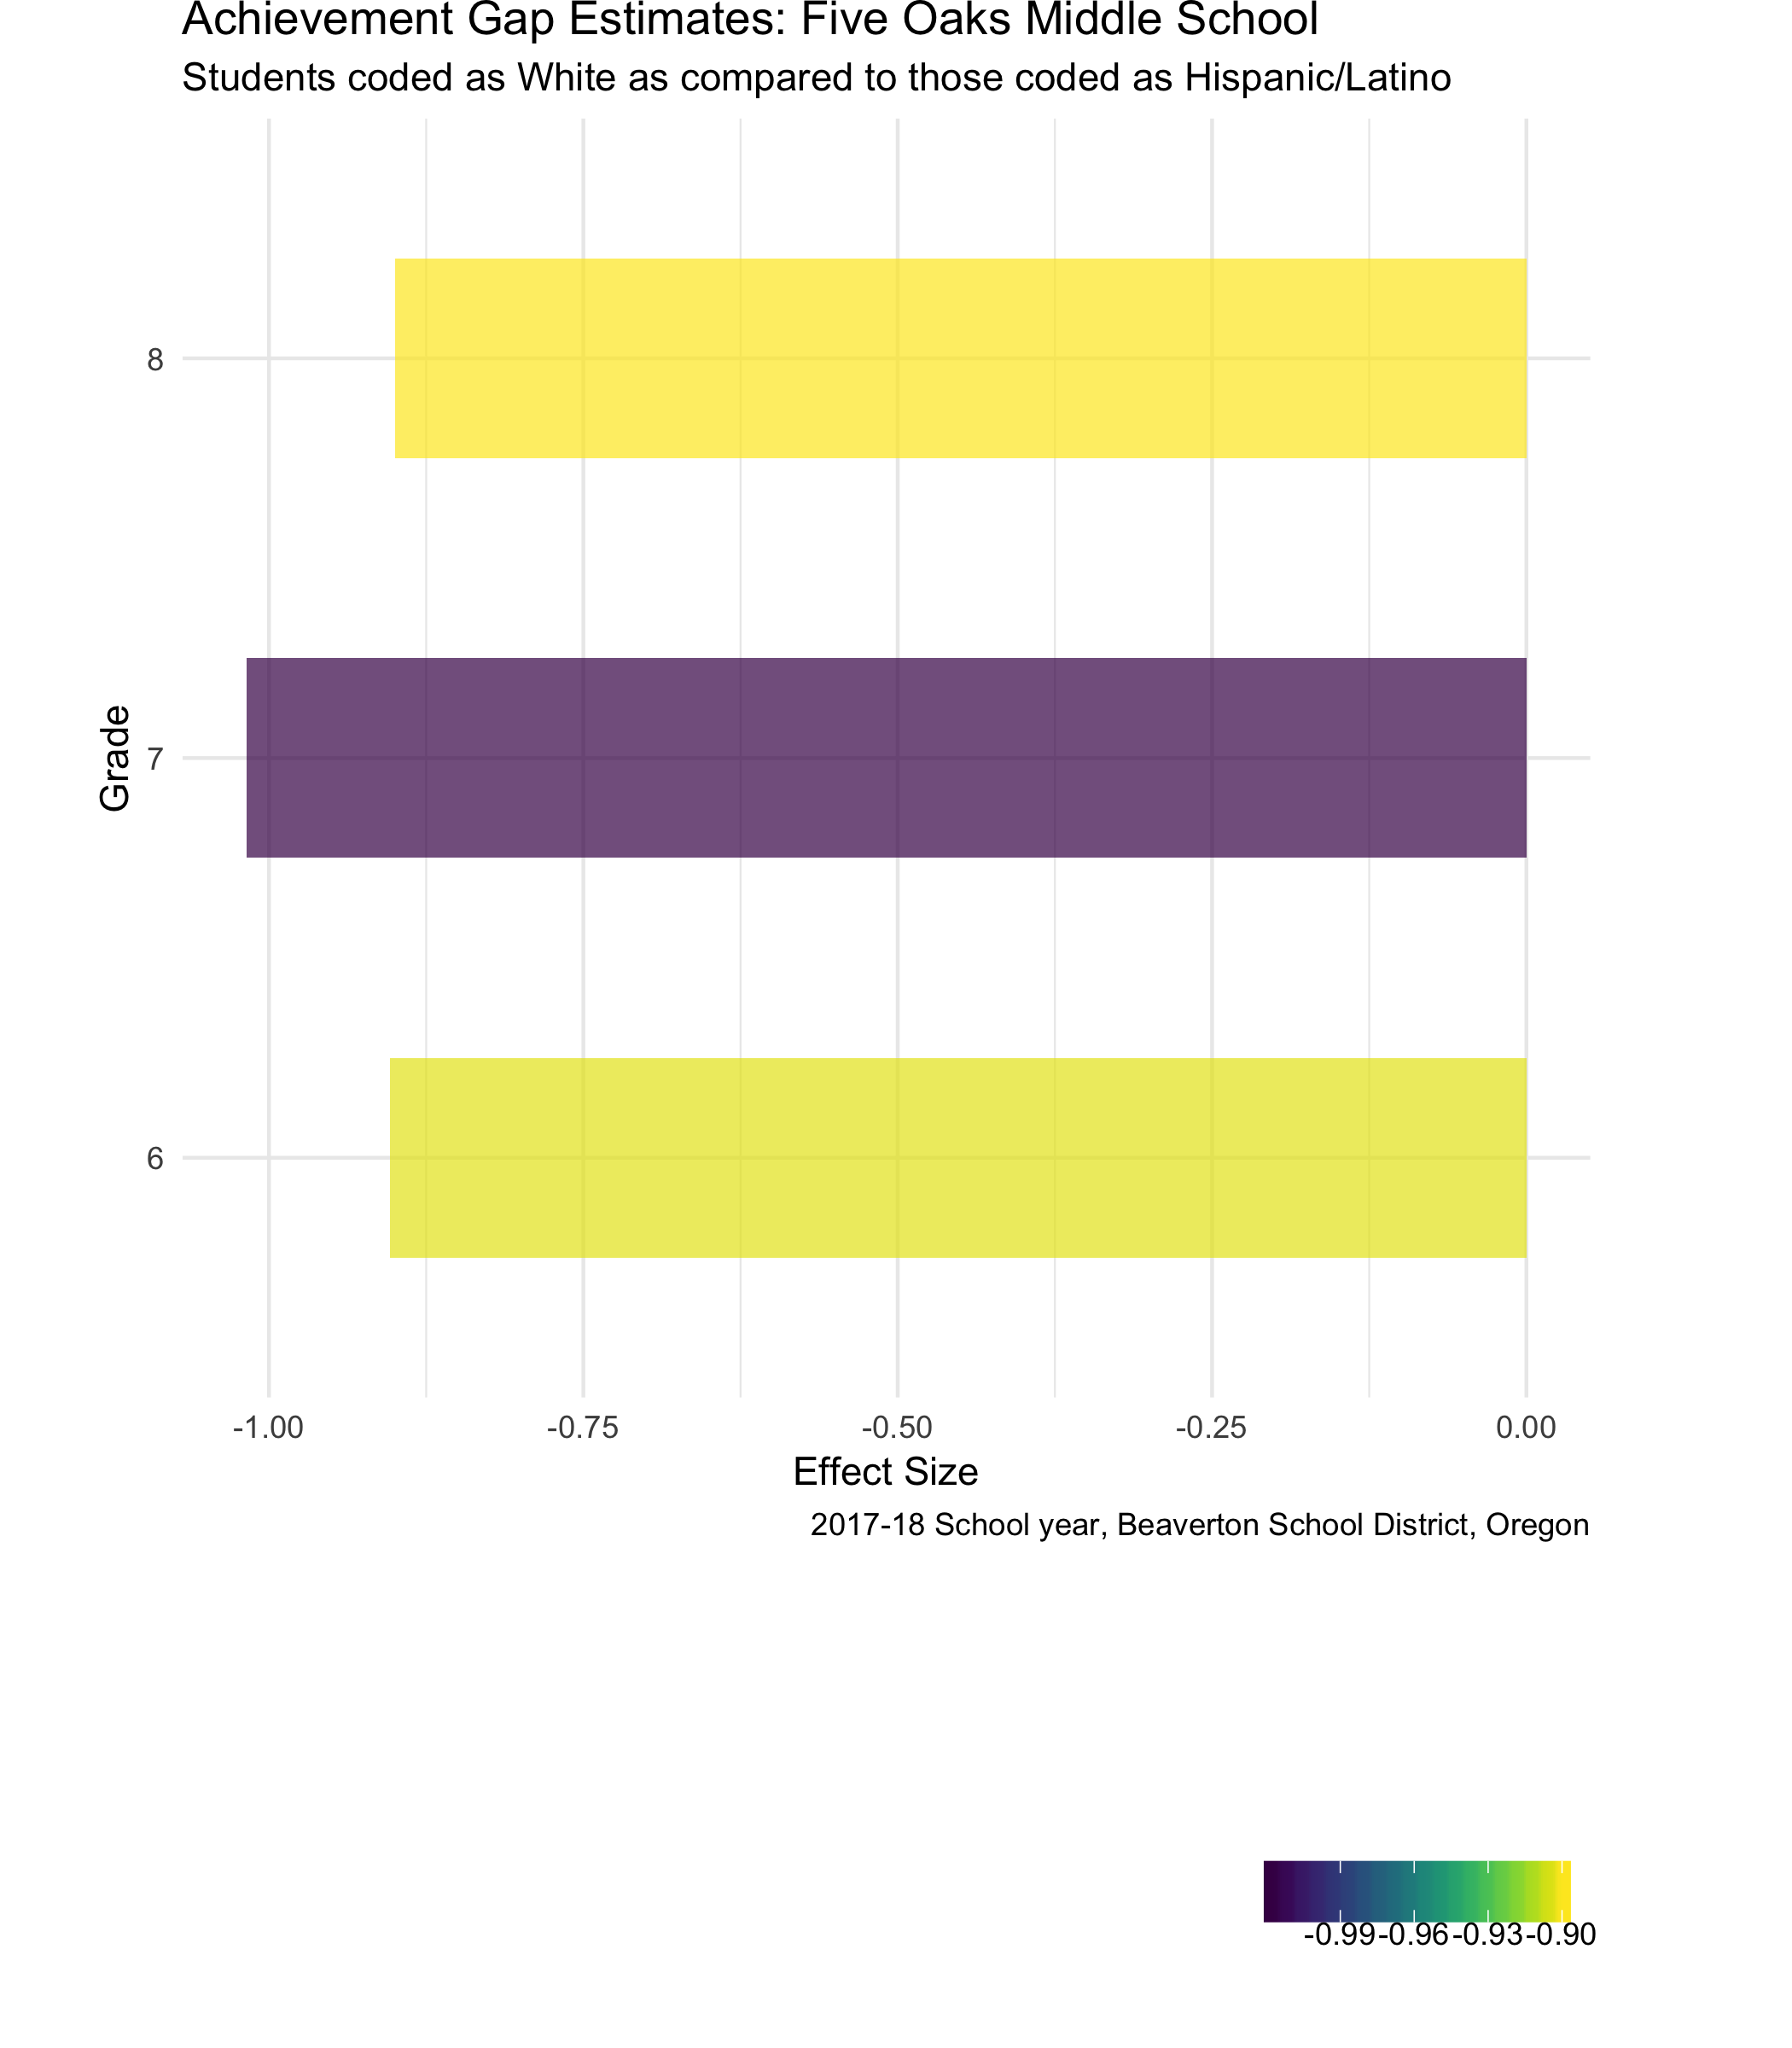 Achievement Gap Estimates: Five Oaks Middle School
Students coded as White as compared to those coded as Hispanic/Latino
8
7
6
Grade
-1.00 -0.75 -0.50 -0.25 0.00
Effect Size
2017-18 School year, Beaverton School District, Oregon
-0.99 -0.96 -0.93 -0.90